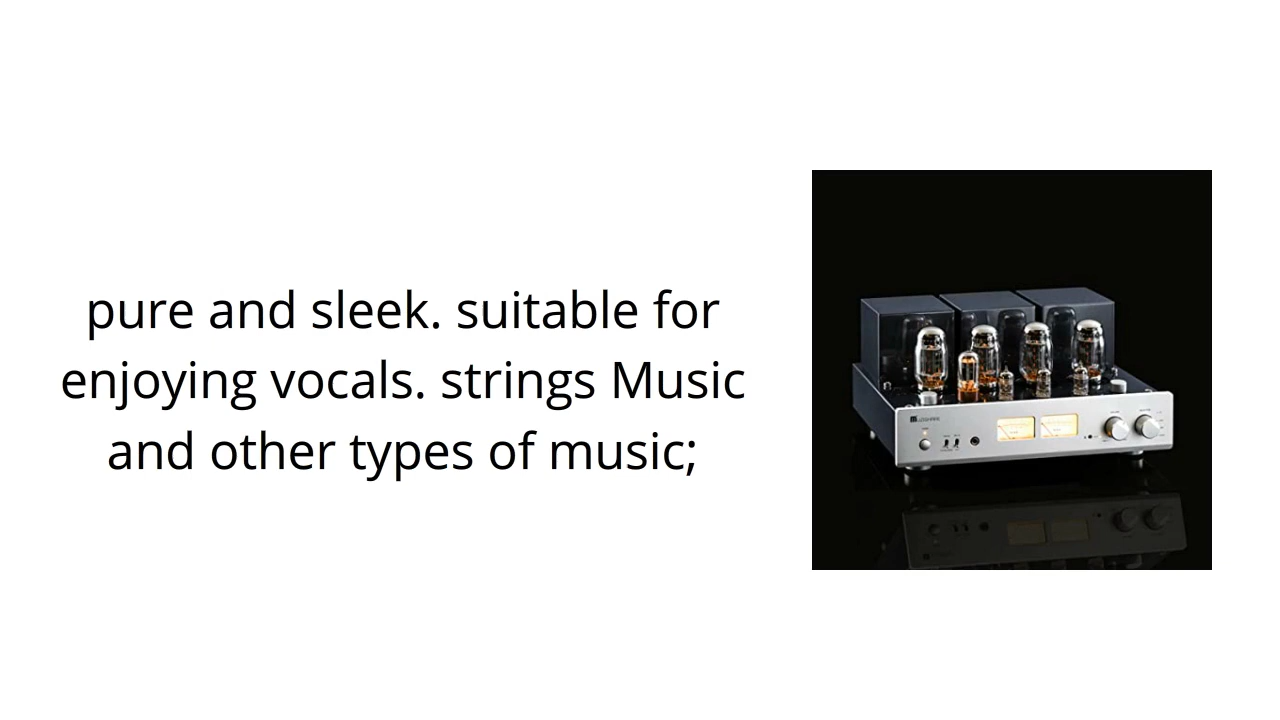 pure and sleek. suitable for
enjoying vocals. strings Music
and other types of music;